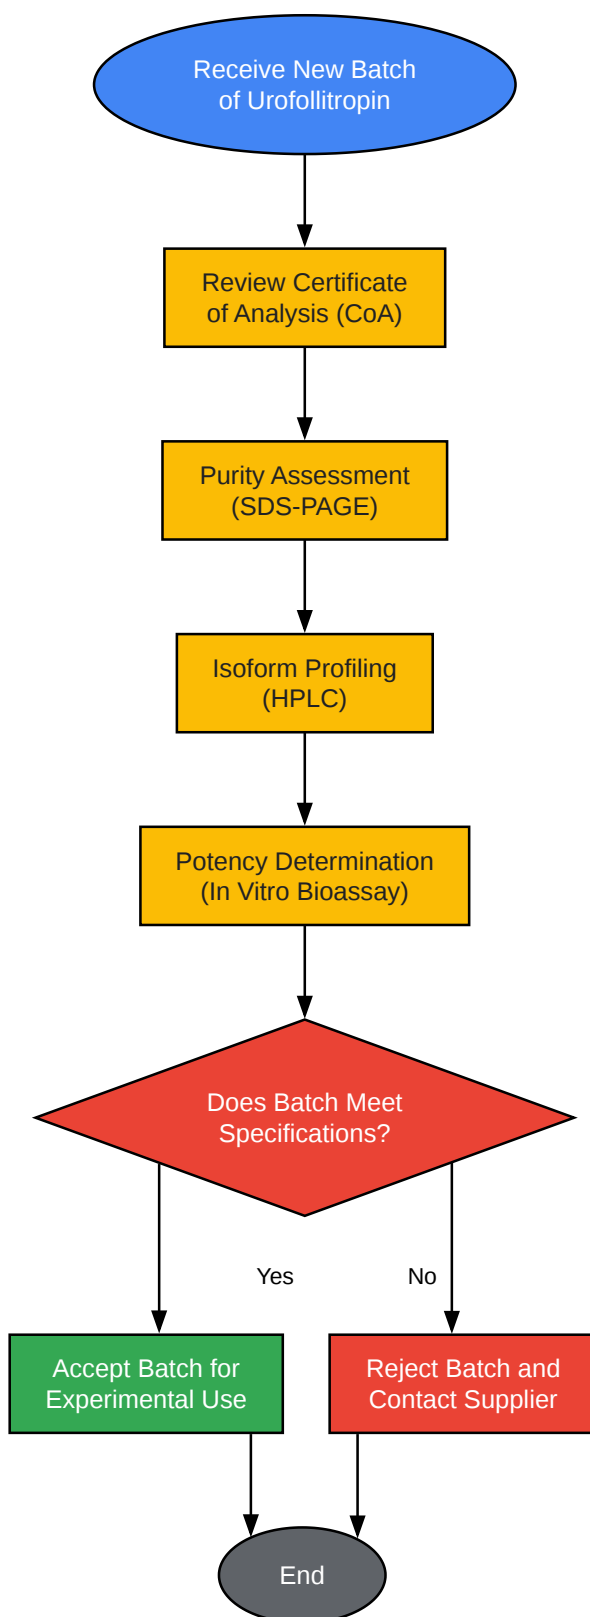 Receive New Batch
of Urofollitropin
Review Certificate
of Analysis (CoA)
Purity Assessment
(SDS-PAGE)
Isoform Profiling
(HPLC)
Potency Determination
(In Vitro Bioassay)
Does Batch Meet
Specifications?
Yes
No
Accept Batch for
Experimental Use
Reject Batch and
Contact Supplier
End